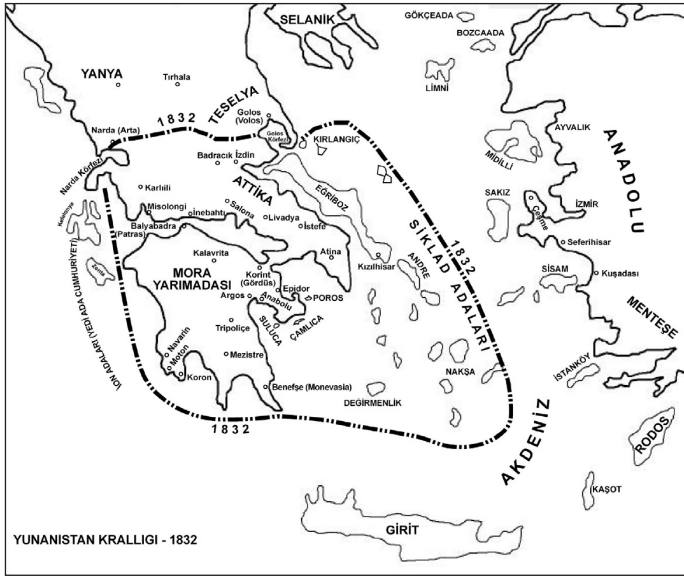 SELANİK
GÖKÇEADA
BOZCAADA
LİMNİ
YANYA
Tırhala
TESELYA
1832
Golos
(Volos)
Golos
Körfezi
Narda (Arta)
KIRLANGIÇ
AYVALIK
MİDİLLİ
ANADOLU
Badracık
İzdin
Narda Körfezi
ATTİKA
EĞRİBOZ
Karlıili
SAKIZ
Çeşme
İZMİR
Misolongi
İnebahtı
Salona
Livadya
İstefe
Kefalonya
Balyabadra
(Patras)
1832
SİKLAD ADALARI
Seferihisar
Kalavrita
Atina
Kızılhisar
ANDRE
SİSAM
Kuşadası
Zanta
MORA
YARIMADASI
Korint
(Gördüs)
Epidor
Argos
Anabolu
POROS
MENTEŞE
SULUCA
ÇAMLICA
İON ADALARI (YEDİ ADA CUMHURİYETİ)
Tripoliçe
Navarin
Moton
Mezistre
NAKŞA
İSTANKÖY
Koron
Benefşe (Monevasia)
DEĞİRMENLİK
1832
AKDENİZ
RODOS
KAŞOT
GİRİT
YUNANISTAN KRALLIGI - 1832